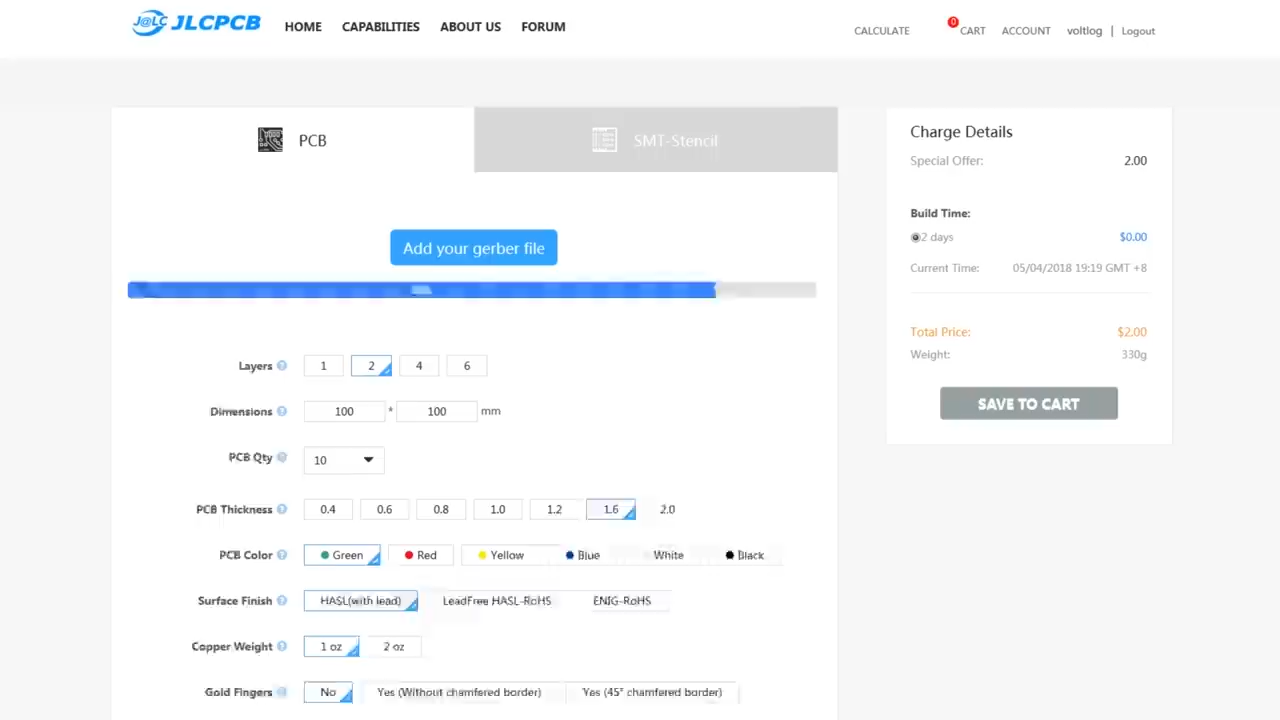 J@LC JLCPCB HOME CAPABILITIES ABOUT US FORUM CALCULATE 0 CART ACCOUNT voltlog | Logout
PCB SMT-Stencil
Add your gerber file
Layers ? 1 2 4 6
Dimensions ? 100 * 100 mm
PCB Qty ? 10
PCB Thickness ? 0.4 0.6 0.8 1.0 1.2 1.6 2.0
PCB Color ? Green Red Yellow Blue White Black
Surface Finish ? HASL(with lead) LeadFree HASL-RoHS ENIG-RoHS
Copper Weight ? 1 oz 2 oz
Gold Fingers No Yes (Without chamfered border) Yes (45° chamfered border)
Charge Details
Special Offer: 2.00
Build Time:
2 days $0.00
Current Time: 05/04/2018 19:19 GMT +8
Total Price: $2.00
Weight: 330g
SAVE TO CART